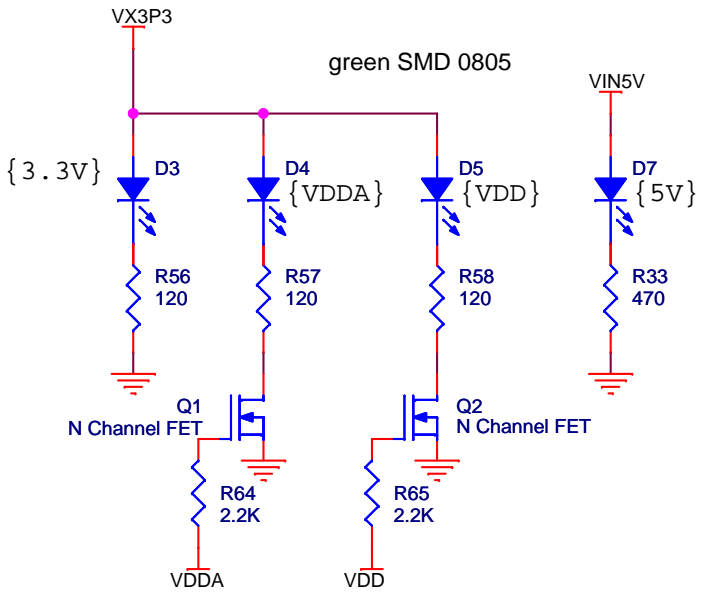 VX3P3
green SMD 0805
VIN5V
{3.3V}
D3
D4
{VDDA}
D5
{VDD}
D7
{5V}
R56
120
R57
120
R58
120
R33
470
Q1
N Channel FET
Q2
N Channel FET
R64
2.2K
R65
2.2K
VDDA
VDD